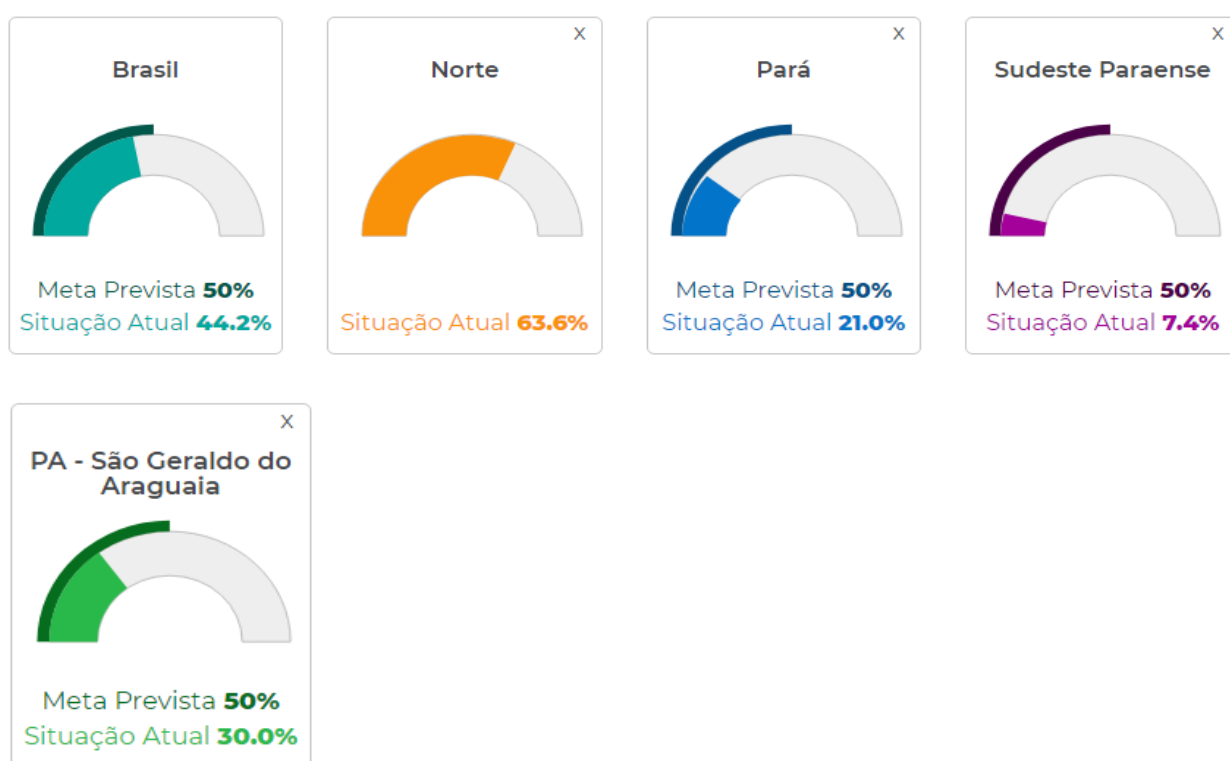 X
Brasil
Meta Prevista 50%
Situação Atual 44.2%
X
Norte
Situação Atual 63.6%
X
Pará
Meta Prevista 50%
Situação Atual 21.0%
X
Sudeste Paraense
Meta Prevista 50%
Situação Atual 7.4%
X
PA - São Geraldo do
Araguaia
Meta Prevista 50%
Situação Atual 30.0%